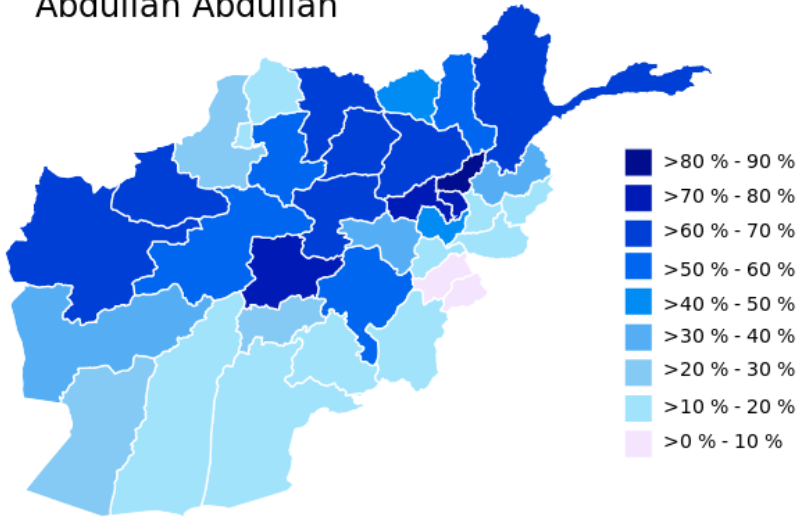 Abdullah Abdullah
>80 % - 90 %
>70 % - 80 %
>60 % - 70 %
>50 % - 60 %
>40 % - 50 %
>30 % - 40 %
>20 % - 30 %
>10 % - 20 %
>0 % - 10 %